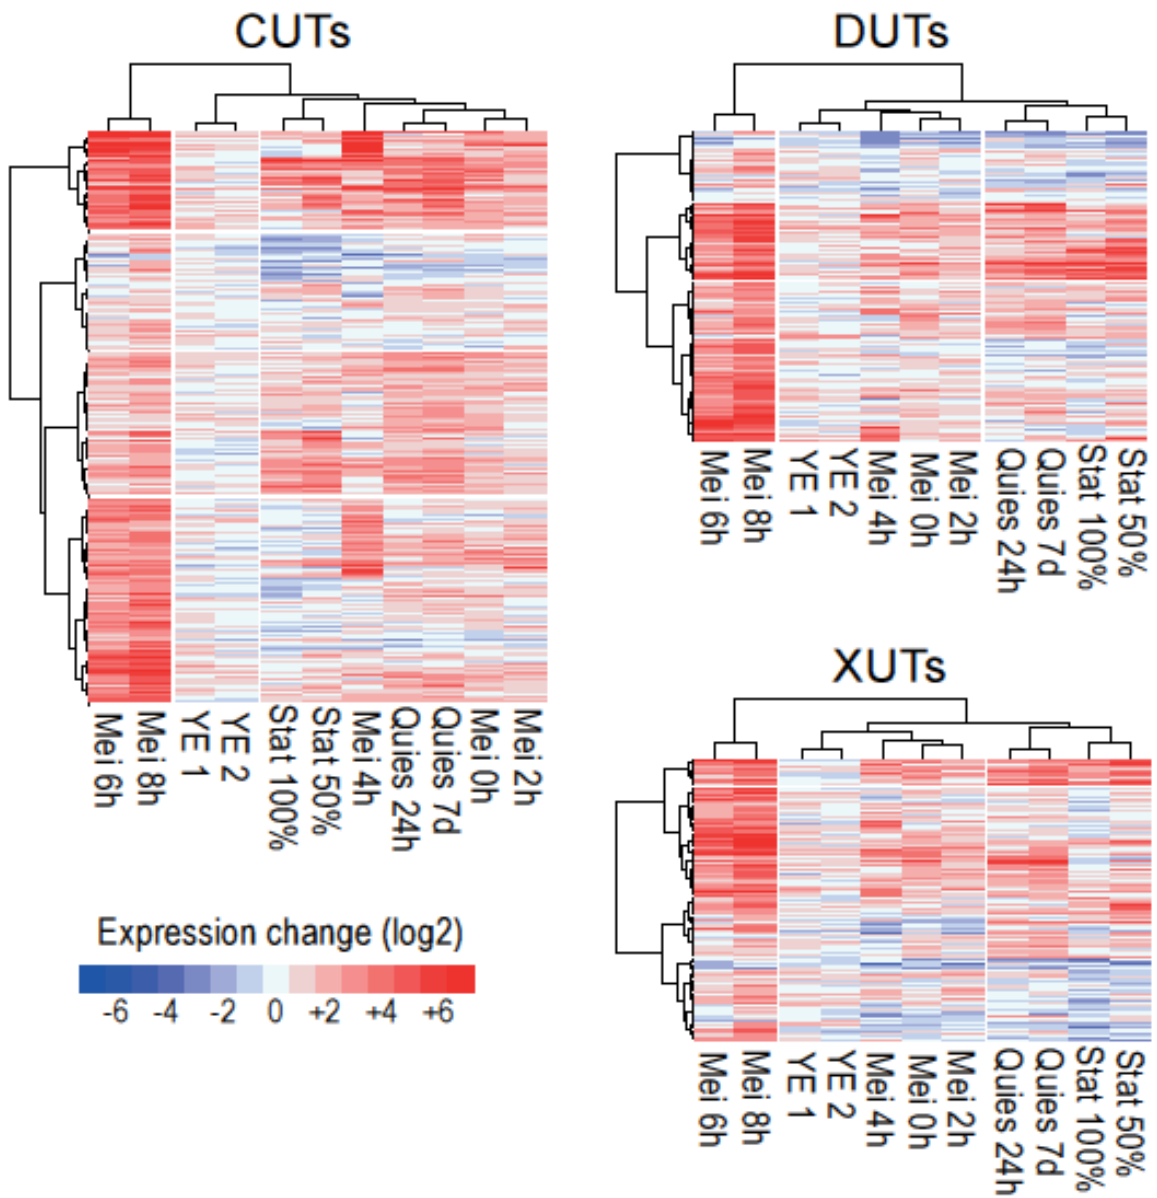 CUTs
Mei 6h
Mei 8h
YE 1
YE 2
Stat 100%
Stat 50%
Mei 4h
Quies 24h
Quies 7d
Mei 0h
Mei 2h
Expression change (log2)
-6 -4 -2 0 +2 +4 +6
DUTs
Mei 6h
Mei 8h
YE 1
YE 2
Mei 4h
Mei 0h
Mei 2h
Quies 24h
Quies 7d
Stat 100%
Stat 50%
XUTs
Mei 6h
Mei 8h
YE 1
YE 2
Mei 4h
Mei 0h
Mei 2h
Quies 24h
Quies 7d
Stat 100%
Stat 50%